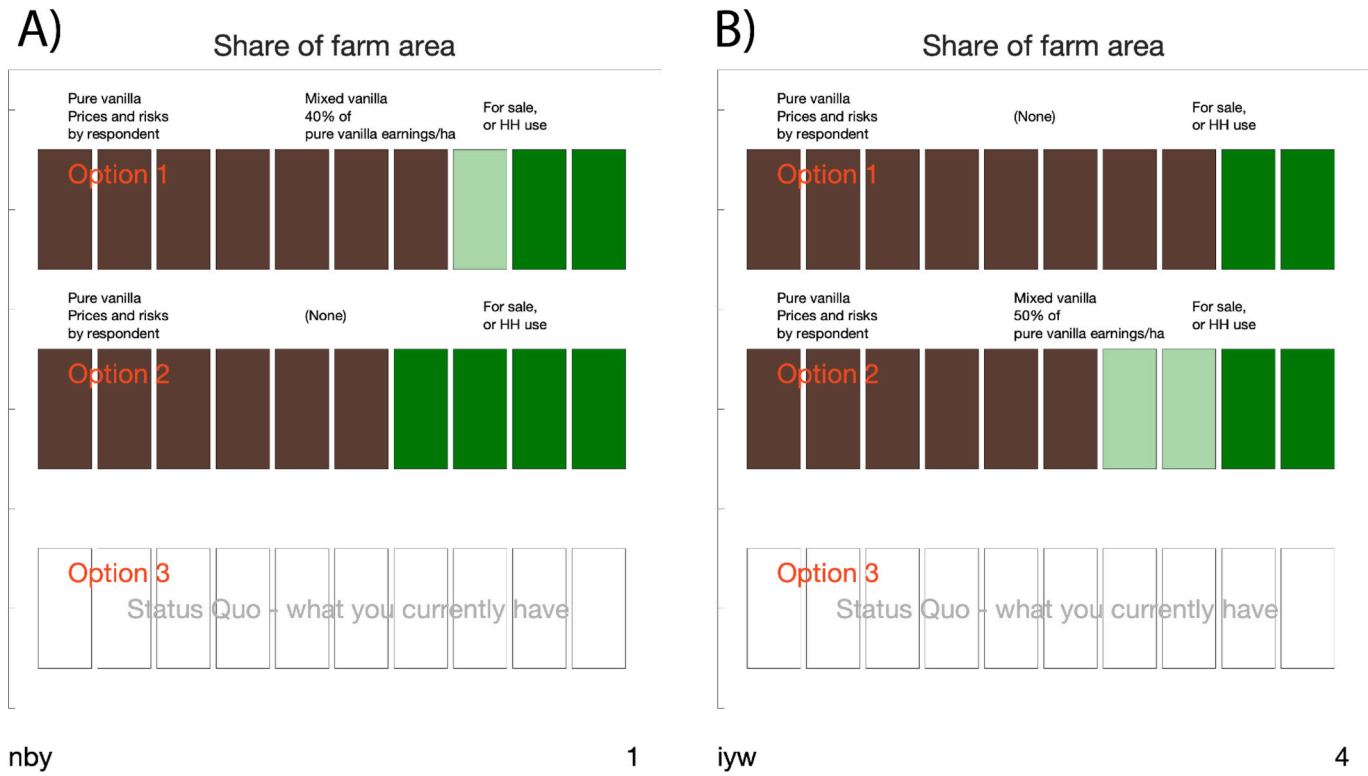 A)
Share of farm area
Pure vanilla
Prices and risks
by respondent
Mixed vanilla
40% of
pure vanilla earnings/ha
For sale,
or HH use
Option 1
Pure vanilla
Prices and risks
by respondent
(None)
For sale,
or HH use
Option 2
Option 3
Status Quo - what you currently have
nby
1
B)
Share of farm area
Pure vanilla
Prices and risks
by respondent
(None)
For sale,
or HH use
Option 1
Pure vanilla
Prices and risks
by respondent
Mixed vanilla
50% of
pure vanilla earnings/ha
For sale,
or HH use
Option 2
Option 3
Status Quo - what you currently have
iyw
4